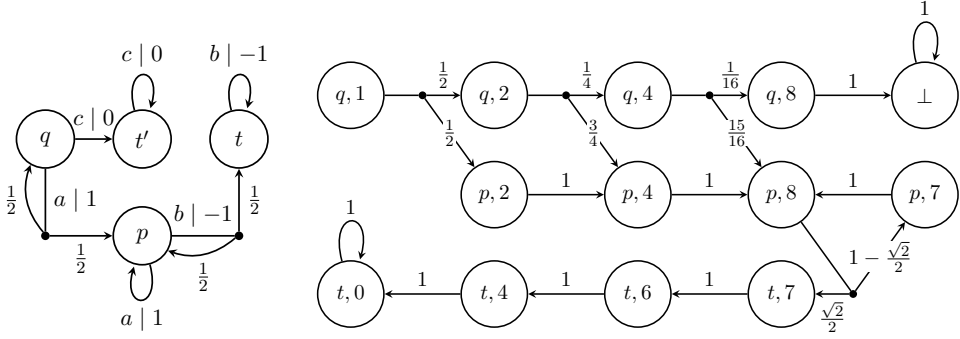 c | 0
b | −1
q
c | 0
t′
t
1/2
a | 1
1/2
p
b | −1
1/2
1/2
a | 1
1
q, 1
1/2
q, 2
1/4
q, 4
1/16
q, 8
1
⊥
1/2
3/4
15/16
p, 2
1
p, 4
1
p, 8
1
p, 7
1
1 − √2/2
t, 0
1
t, 4
1
t, 6
1
t, 7
√2/2